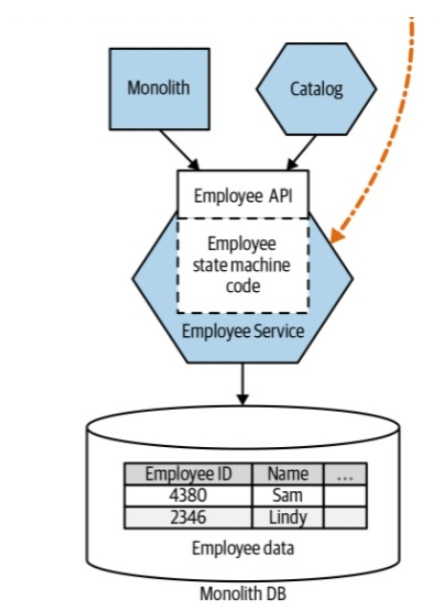 Monolith
Catalog
Employee API
Employee
state machine
code
Employee Service
Employee ID Name ...
4380 Sam
2346 Lindy
Employee data
Monolith DB